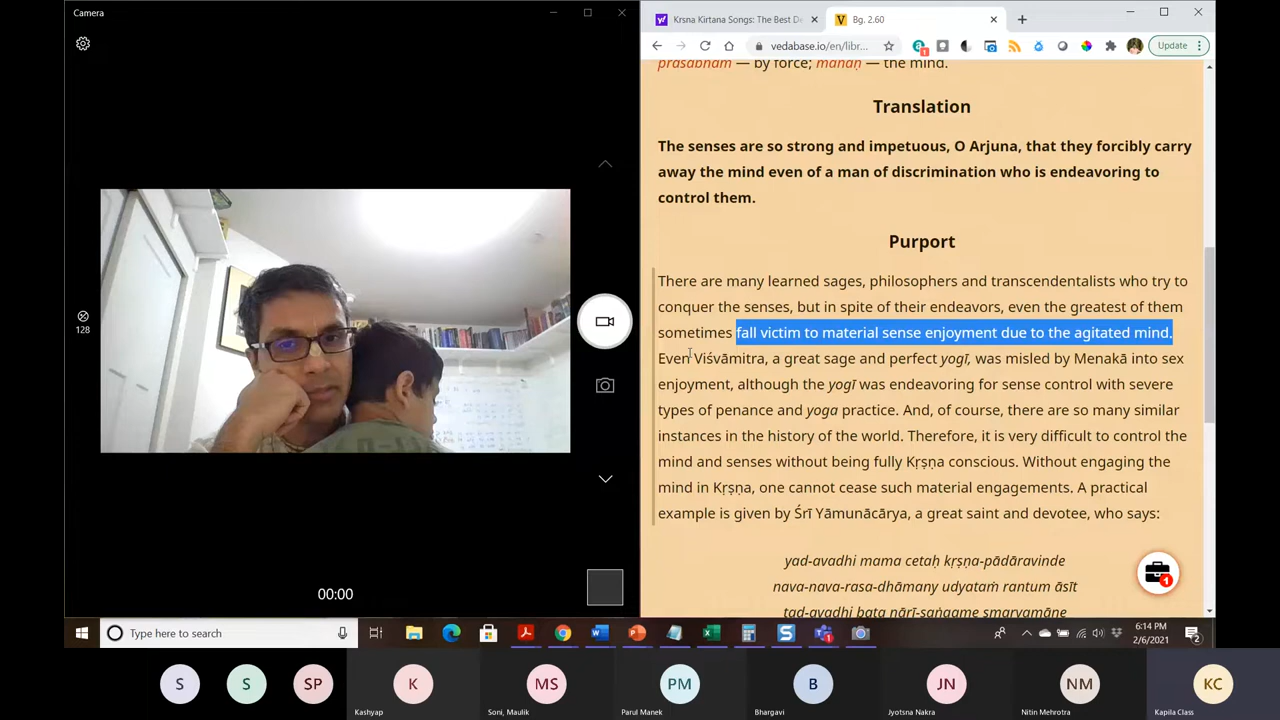 Camera
128
00:00
Krsna Kirtana Songs: The Best De
Bg. 2.60
vedabase.io/en/libr...
Update
prasabham — by force; manaḥ — the mind.
Translation
The senses are so strong and impetuous, O Arjuna, that they forcibly carry
away the mind even of a man of discrimination who is endeavoring to
control them.
Purport
There are many learned sages, philosophers and transcendentalists who try to
conquer the senses, but in spite of their endeavors, even the greatest of them
sometimes fall victim to material sense enjoyment due to the agitated mind.
Even Viśvāmitra, a great sage and perfect yogī, was misled by Menakā into sex
enjoyment, although the yogī was endeavoring for sense control with severe
types of penance and yoga practice. And, of course, there are so many similar
instances in the history of the world. Therefore, it is very difficult to control the
mind and senses without being fully Kṛṣṇa conscious. Without engaging the
mind in Kṛṣṇa, one cannot cease such material engagements. A practical
example is given by Śrī Yāmunācārya, a great saint and devotee, who says:
yad-avadhi mama cetaḥ kṛṣṇa-pādāravinde
nava-nava-rasa-dhāmany udyataṁ rantum āsīt
tad-avadhi bata nārī-saṅgame smaryamāne
1
Type here to search
6:14 PM
2/6/2021
2
S
S
SP
K
MS
PM
B
JN
NM
KC
Kashyap
Soni, Maulik
Parul Manek
Bhargavi
Jyotsna Nakra
Nitin Mehrotra
Kapila Class